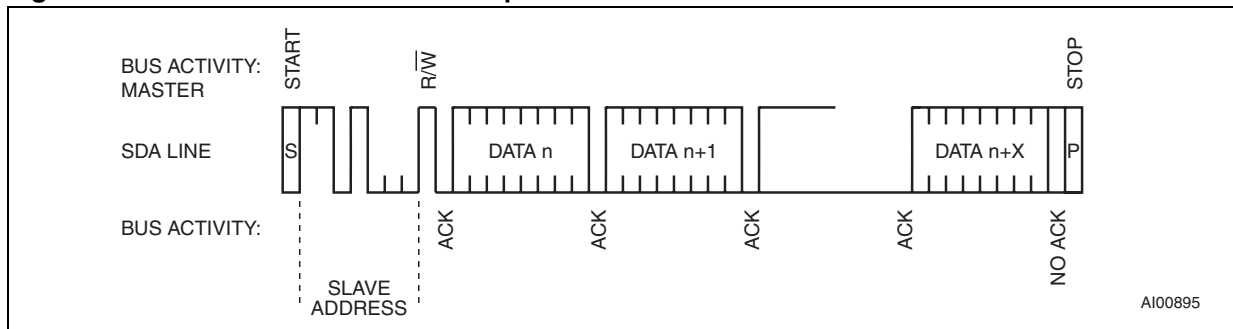 BUS ACTIVITY:
MASTER
START
R/W
STOP
SDA LINE
S
DATA n
DATA n+1
DATA n+X
P
BUS ACTIVITY:
ACK
ACK
ACK
ACK
NO ACK
SLAVE
ADDRESS
AI00895